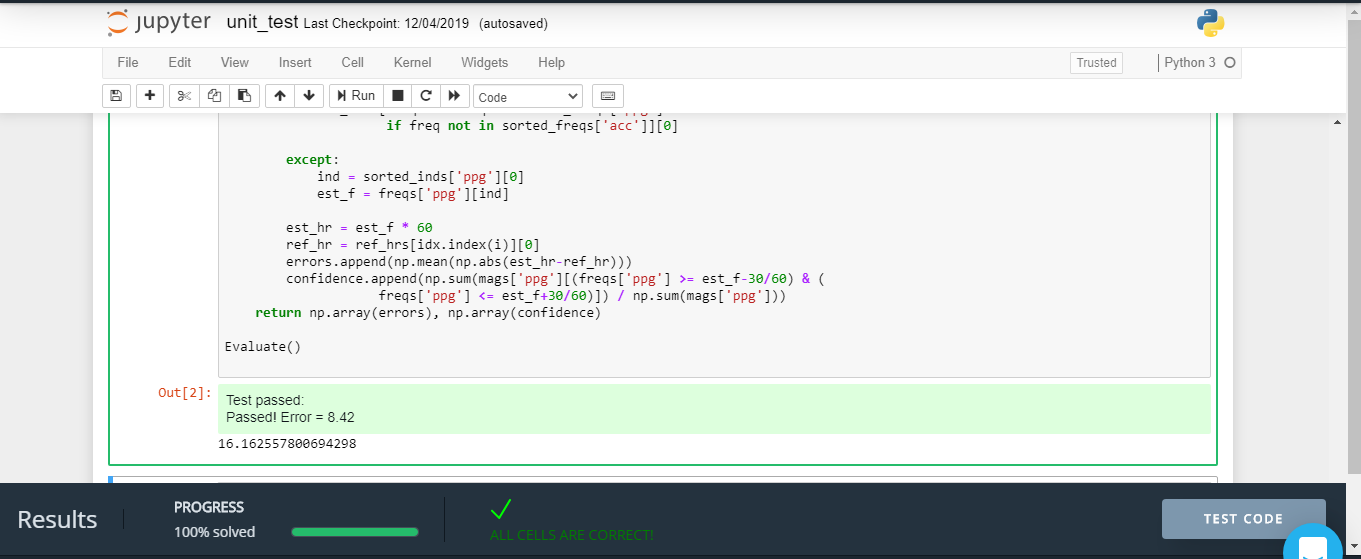 jupyter unit_test Last Checkpoint: 12/04/2019 (autosaved)
File Edit View Insert Cell Kernel Widgets Help Trusted Python 3
Run Code
if freq not in sorted_freqs['acc']][0]
except:
ind = sorted_inds['ppg'][0]
est_f = freqs['ppg'][ind]
est_hr = est_f * 60
ref_hr = ref_hrs[idx.index(i)][0]
errors.append(np.mean(np.abs(est_hr-ref_hr)))
confidence.append(np.sum(mags['ppg'][(freqs['ppg'] >= est_f-30/60) & (
freqs['ppg'] <= est_f+30/60)]) / np.sum(mags['ppg']))
return np.array(errors), np.array(confidence)
Evaluate()
Out[2]:
Test passed:
Passed! Error = 8.42
16.162557800694298
Results
PROGRESS
100% solved
ALL CELLS ARE CORRECT!
TEST CODE